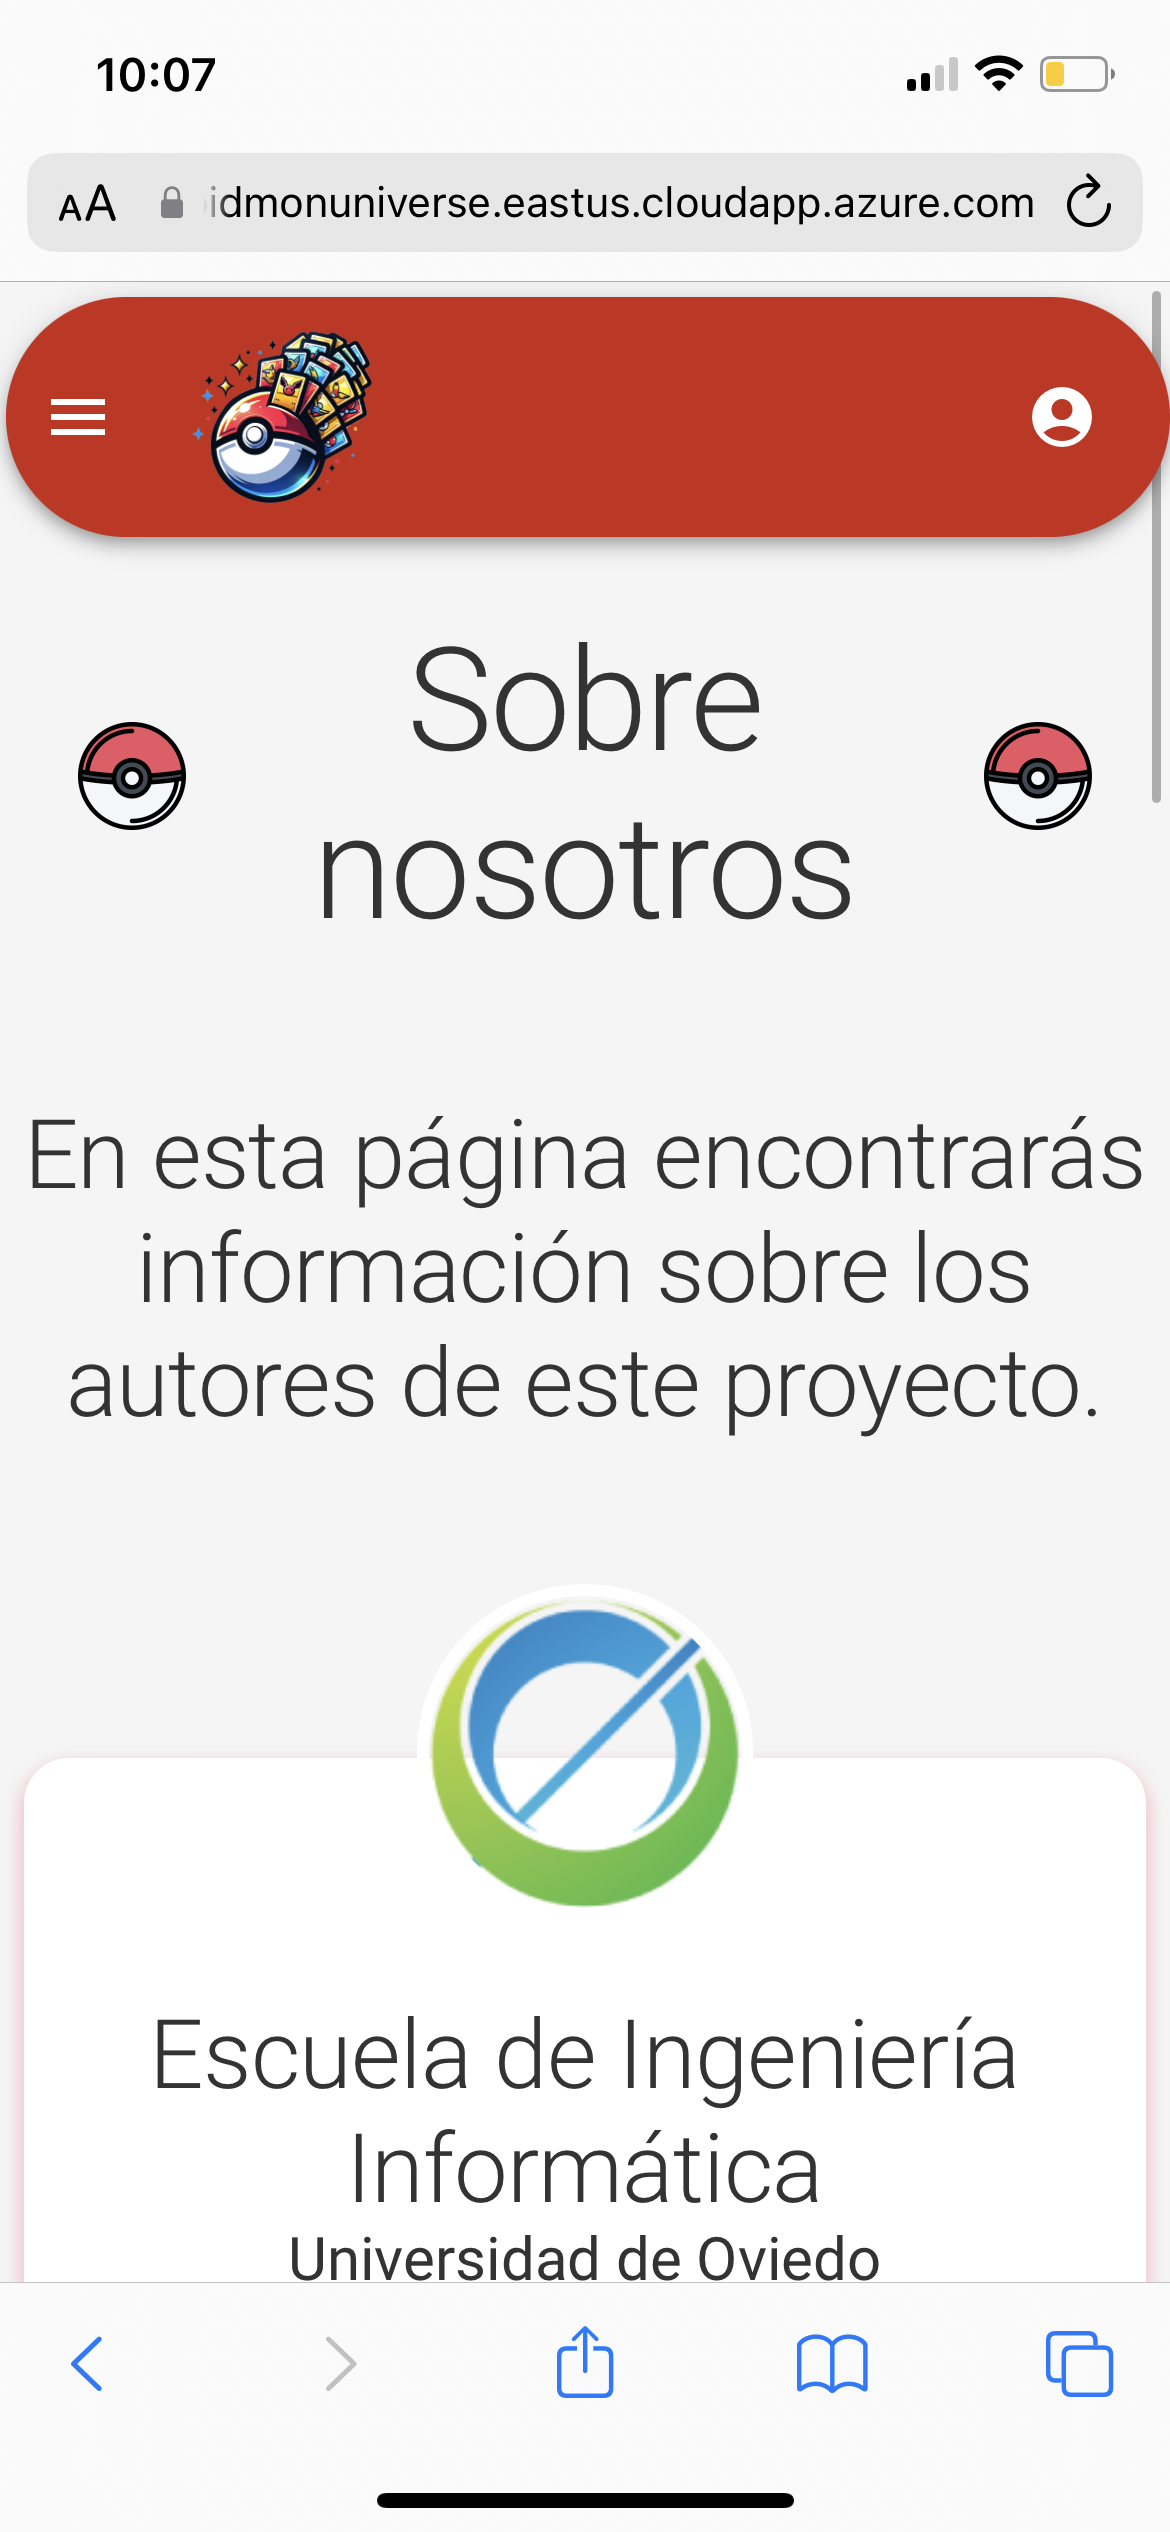 10:07
AA idmonuniverse.eastus.cloudapp.azure.com
Sobre
nosotros
En esta página encontrarás
información sobre los
autores de este proyecto.
Escuela de Ingeniería
Informática
Universidad de Oviedo